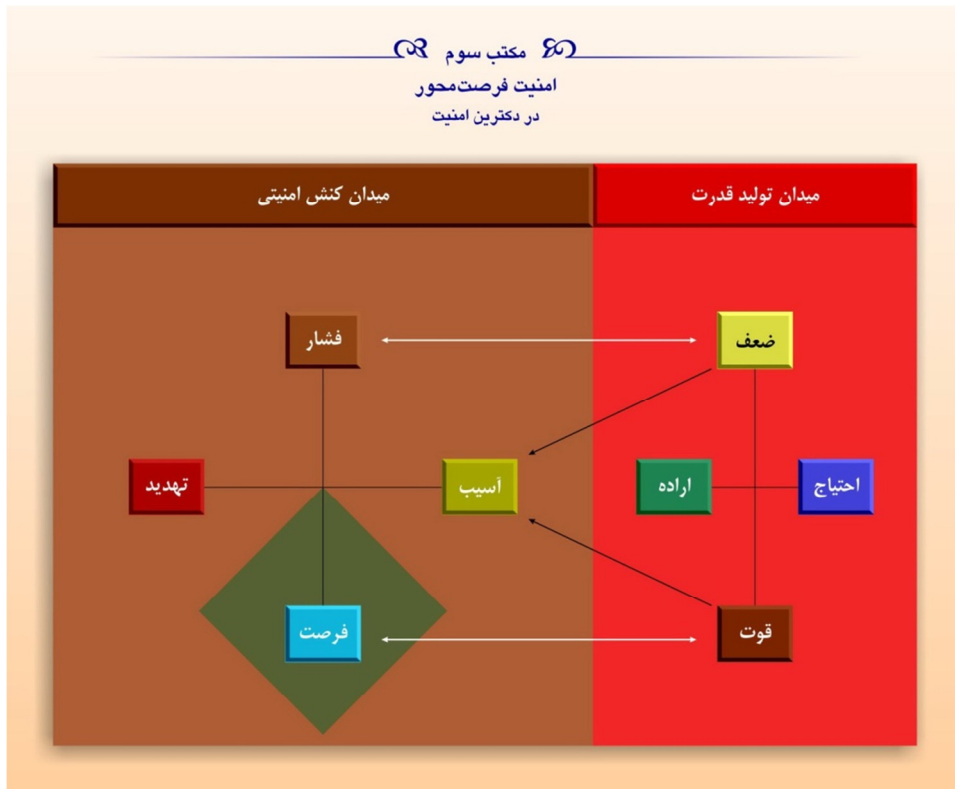 مکتب سوم
امنیت فرصت‌محور
در دکترین امنیت
میدان تولید قدرت
میدان کنش امنیتی
ضعف
فشار
احتیاج
اراده
آسیب
تهدید
قوت
فرصت